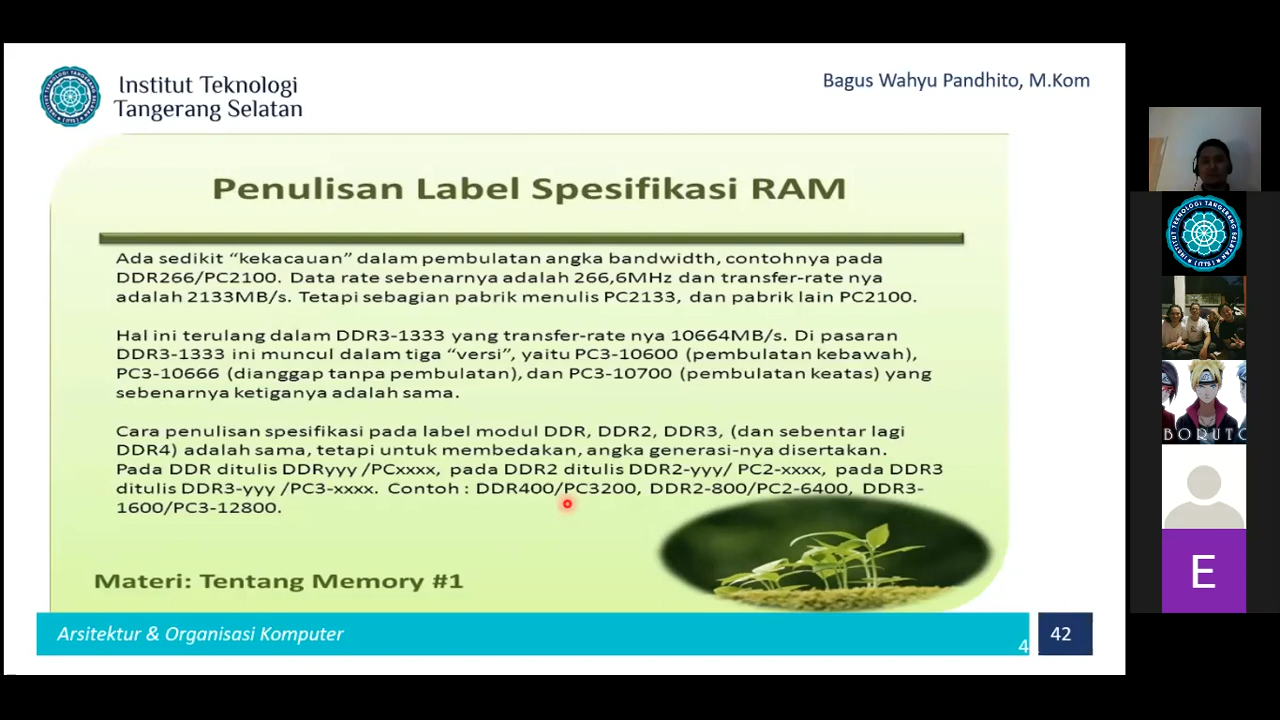 Institut Teknologi
Tangerang Selatan
Bagus Wahyu Pandhito, M.Kom
Penulisan Label Spesifikasi RAM
Ada sedikit “kekacauan” dalam pembulatan angka bandwidth, contohnya pada
DDR266/PC2100. Data rate sebenarnya adalah 266,6MHz dan transfer-rate nya
adalah 2133MB/s. Tetapi sebagian pabrik menulis PC2133, dan pabrik lain PC2100.
Hal ini terulang dalam DDR3-1333 yang transfer-rate nya 10664MB/s. Di pasaran
DDR3-1333 ini muncul dalam tiga “versi”, yaitu PC3-10600 (pembulatan kebawah),
PC3-10666 (dianggap tanpa pembulatan), dan PC3-10700 (pembulatan keatas) yang
sebenarnya ketiganya adalah sama.
Cara penulisan spesifikasi pada label modul DDR, DDR2, DDR3, (dan sebentar lagi
DDR4) adalah sama, tetapi untuk membedakan, angka generasi-nya disertakan.
Pada DDR ditulis DDRyyy /PCxxxx, pada DDR2 ditulis DDR2-yyy/ PC2-xxxx, pada DDR3
ditulis DDR3-yyy /PC3-xxxx. Contoh : DDR400/PC3200, DDR2-800/PC2-6400, DDR3-
1600/PC3-12800.
Materi: Tentang Memory #1
Arsitektur & Organisasi Komputer
4
42
BORUTO
E